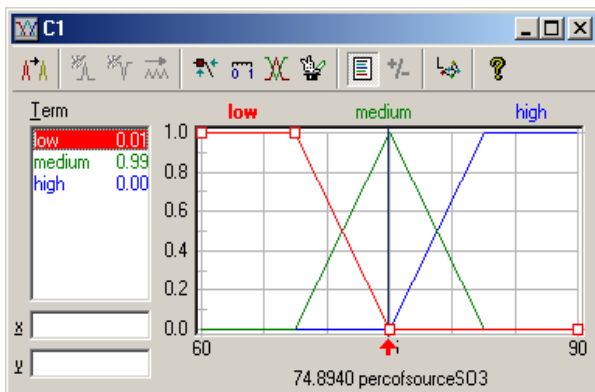 C1
Term
low medium high
low 0.01
medium 0.99
high 0.00
1.0
0.8
0.6
0.4
0.2
0.0
x
y
60 90
74.8940 percofsourceSO3